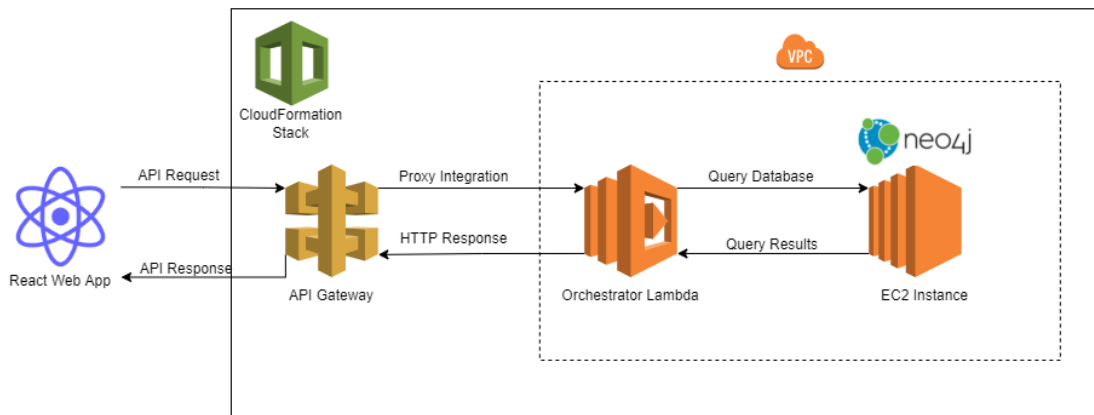 VPC
CloudFormation
Stack
neo4j
API Request
Proxy Integration
Query Database
HTTP Response
Query Results
API Response
React Web App
API Gateway
Orchestrator Lambda
EC2 Instance